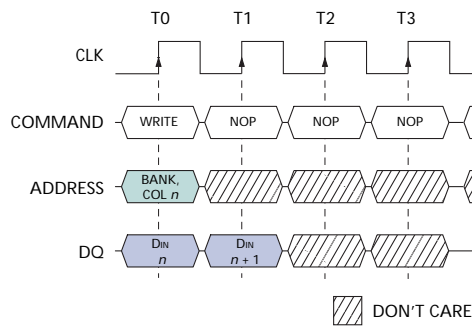 T0 T1 T2 T3
CLK
COMMAND WRITE NOP NOP NOP
ADDRESS BANK,
COL n
DQ DIN
n
DIN
n + 1
DON'T CARE